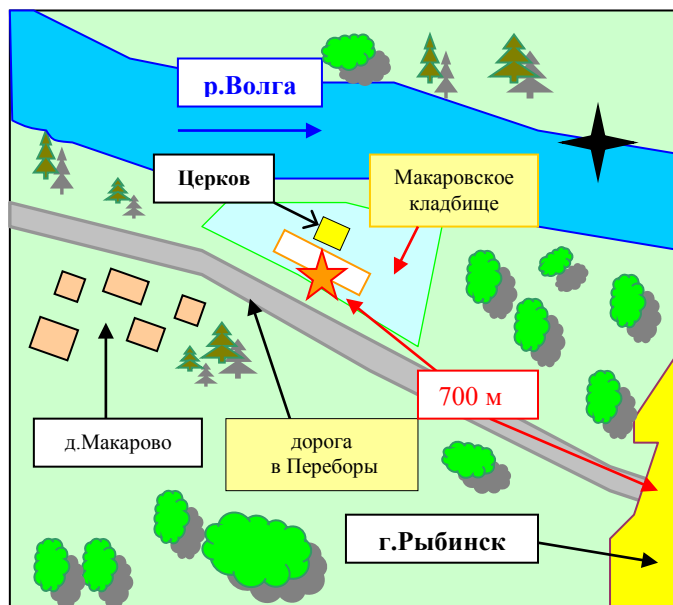 р.Волга
Церков
Макаровское
кладбище
700 м
д.Макарово
дорога
в Переборы
г.Рыбинск